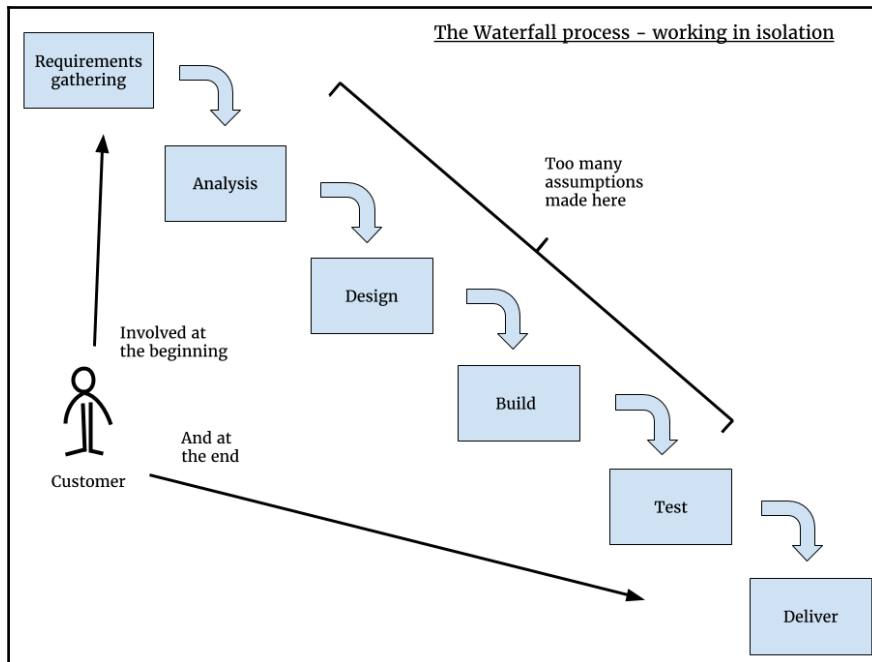 The Waterfall process - working in isolation
Requirements
gathering
Analysis
Too many
assumptions
made here
Design
Involved at
the beginning
Build
And at
the end
Customer
Test
Deliver